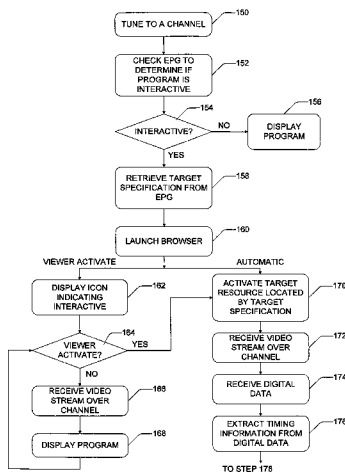 TUNE TO A CHANNEL
150
CHECK EPG TO
DETERMINE IF
PROGRAM IS
INTERACTIVE
152
154
INTERACTIVE?
NO
156
DISPLAY
PROGRAM
YES
RETRIEVE TARGET
SPECIFICATION FROM
EPG
158
LAUNCH BROWSER
160
VIEWER ACTIVATE
AUTOMATIC
DISPLAY ICON
INDICATING
INTERACTIVE
162
ACTIVATE TARGET
RESOURCE LOCATED
BY TARGET
SPECIFICATION
170
164
VIEWER
ACTIVATE?
YES
NO
RECEIVE VIDEO
STREAM OVER
CHANNEL
172
RECEIVE VIDEO
STREAM OVER
CHANNEL
166
RECEIVE DIGITAL
DATA
174
DISPLAY PROGRAM
168
EXTRACT TIMING
INFORMATION FROM
DIGITAL DATA
176
TO STEP 178